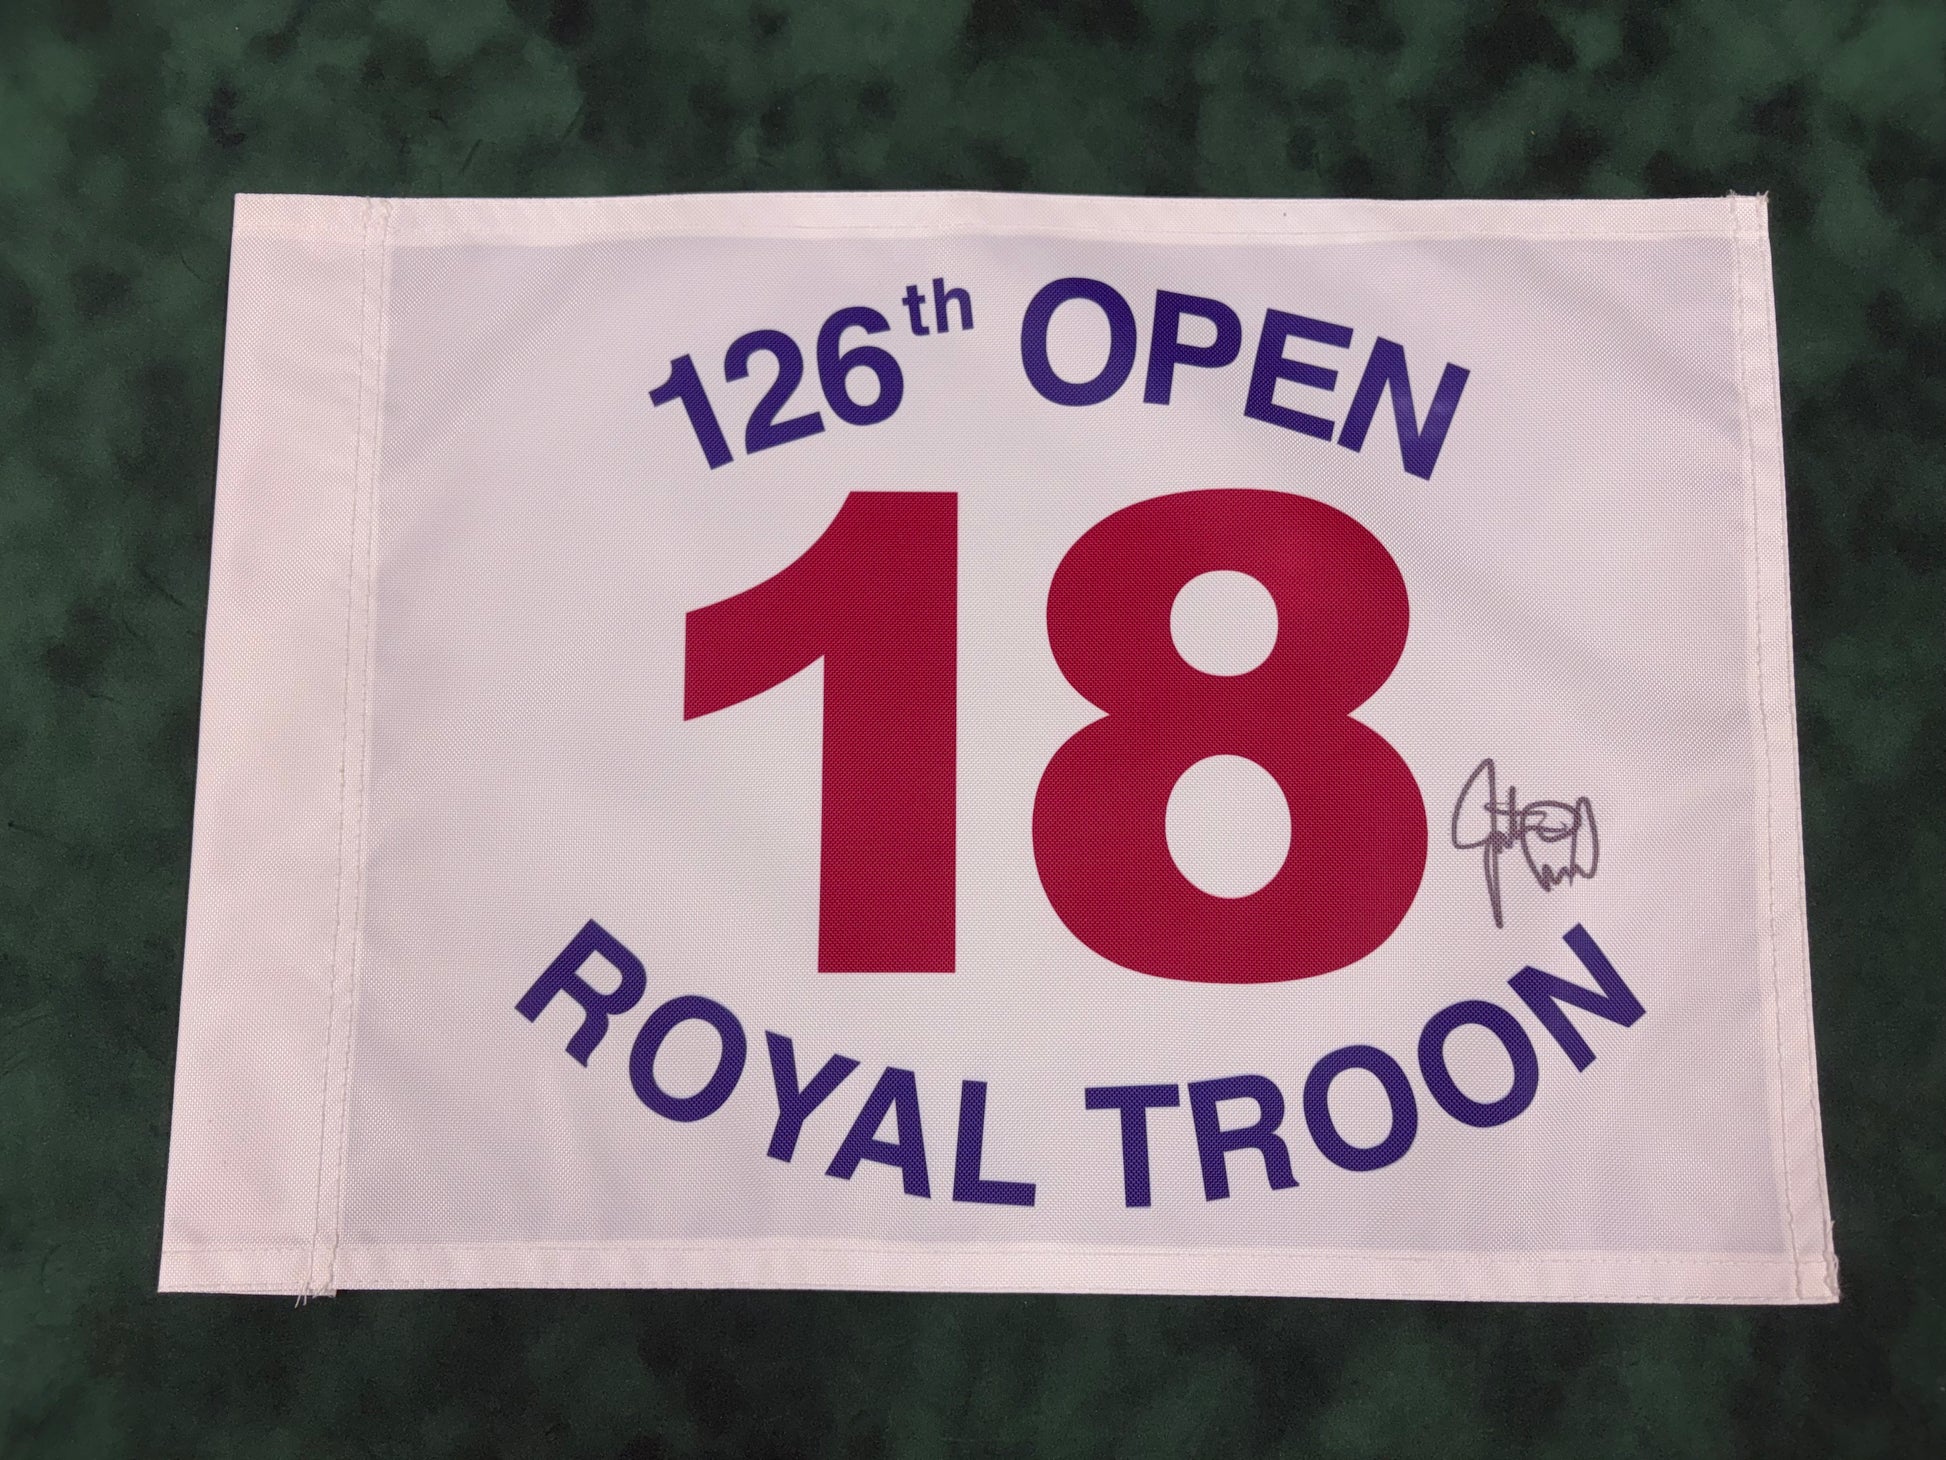 126th OPEN
18
ROYAL TROON